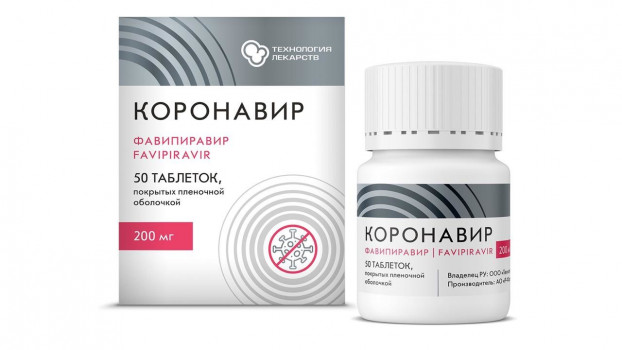 ТЕХНОЛОГИЯ
ЛЕКАРСТВ
КОРОНАВИР
ФАВИПИРАВИР
FAVIPIRAVIR
50 ТАБЛЕТОК,
покрытых пленочной
оболочкой
200 мг
КОРОНАВИР
ФАВИПИРАВИР | FAVIPIRAVIR 200
50 ТАБЛЕТОК,
покрытых пленочной
оболочкой
Владелец РУ: ООО
Производитель: АО